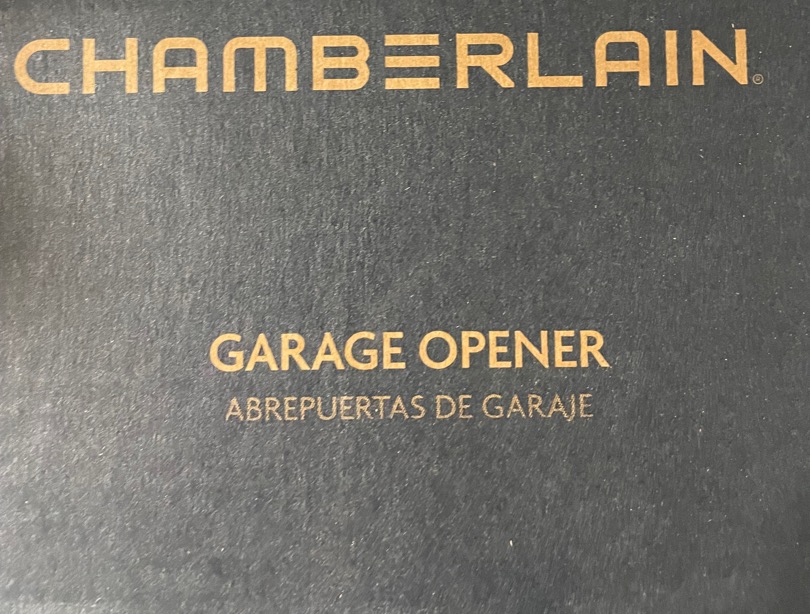 CHAMBERLAIN®
GARAGE OPENER
ABREPUERTAS DE GARAJE